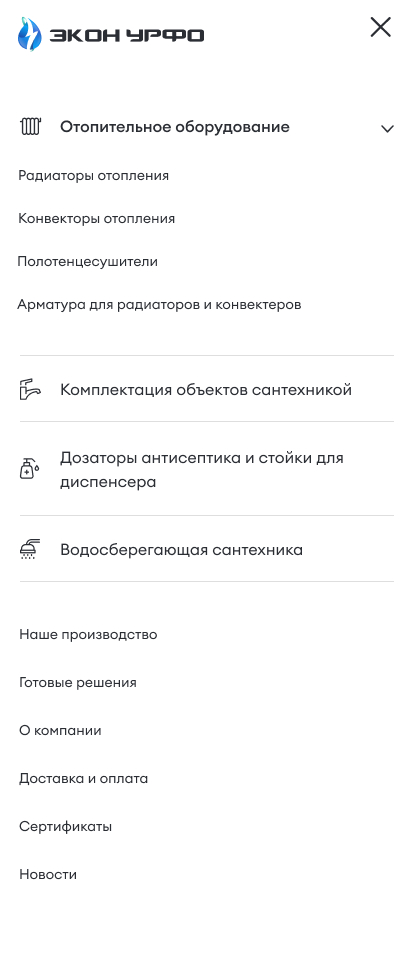 ЭКОН УРФО
Отопительное оборудование
Радиаторы отопления
Конвекторы отопления
Полотенцесушители
Арматура для радиаторов и конвектеров
Комплектация объектов сантехникой
Дозаторы антисептика и стойки для
диспенсера
Водосберегающая сантехника
Наше производство
Готовые решения
О компании
Доставка и оплата
Сертификаты
Новости